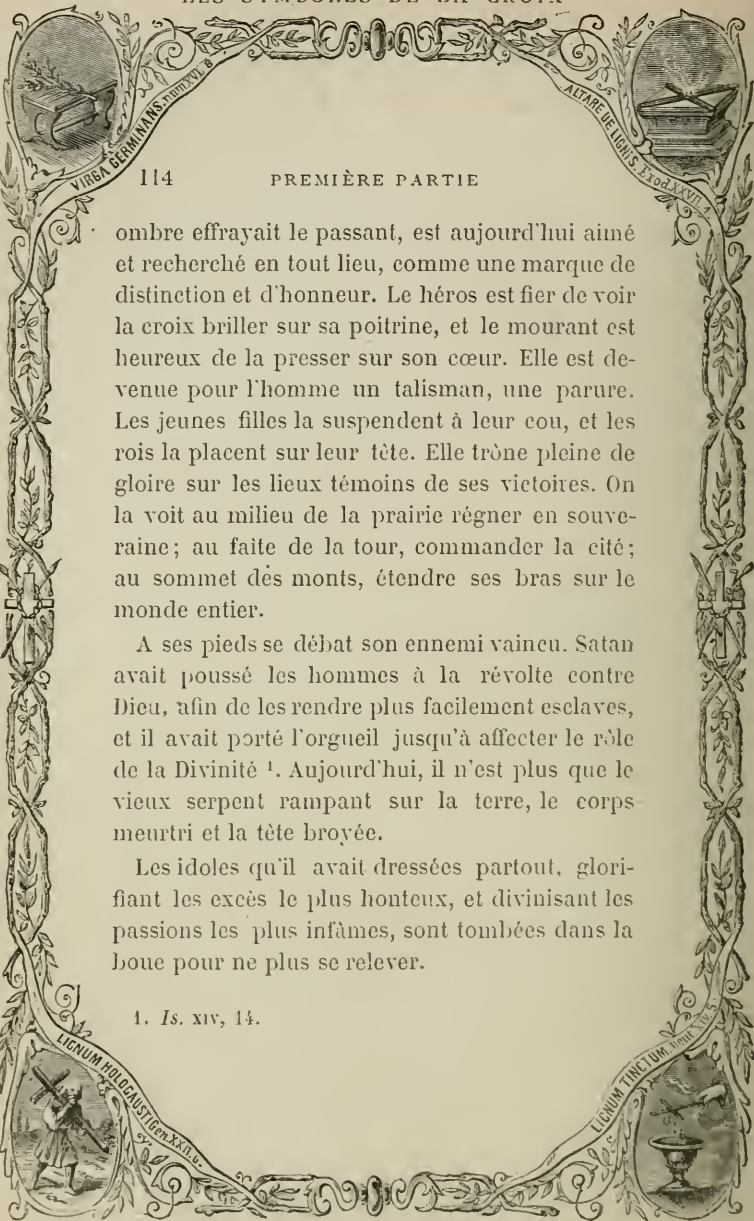 LES SYMBOLES DE LA CROIX
VIRGA GERMINANS. num XVI. 8
ALTARE DE LIGNIS. Exod. XXVII. 1.
114 PREMIÈRE PARTIE
ombre effrayait le passant, est aujourd'hui aimé
et recherché en tout lieu, comme une marque de
distinction et d'honneur. Le héros est fier de voir
la croix briller sur sa poitrine, et le mourant est
heureux de la presser sur son cœur. Elle est de-
venue pour l'homme un talisman, une parure.
Les jeunes filles la suspendent à leur cou, et les
rois la placent sur leur tête. Elle trône pleine de
gloire sur les lieux témoins de ses victoires. On
la voit au milieu de la prairie régner en souve-
raine; au faîte de la tour, commander la cité;
au sommet des monts, étendre ses bras sur le
monde entier.
A ses pieds se débat son ennemi vaincu. Satan
avait poussé les hommes à la révolte contre
Dieu, afin de les rendre plus facilement esclaves,
et il avait porté l'orgueil jusqu'à affecter le rôle
de la Divinité ¹. Aujourd'hui, il n'est plus que le
vieux serpent rampant sur la terre, le corps
meurtri et la tête broyée.
Les idoles qu'il avait dressées partout, glori-
fiant les excès le plus honteux, et divinisant les
passions les plus infâmes, sont tombées dans la
boue pour ne plus se relever.
1. Is. XIV, 14.
LIGNUM HOLOCAUSTI Gen. XXII. 6.
LIGNUM TINCTUM.